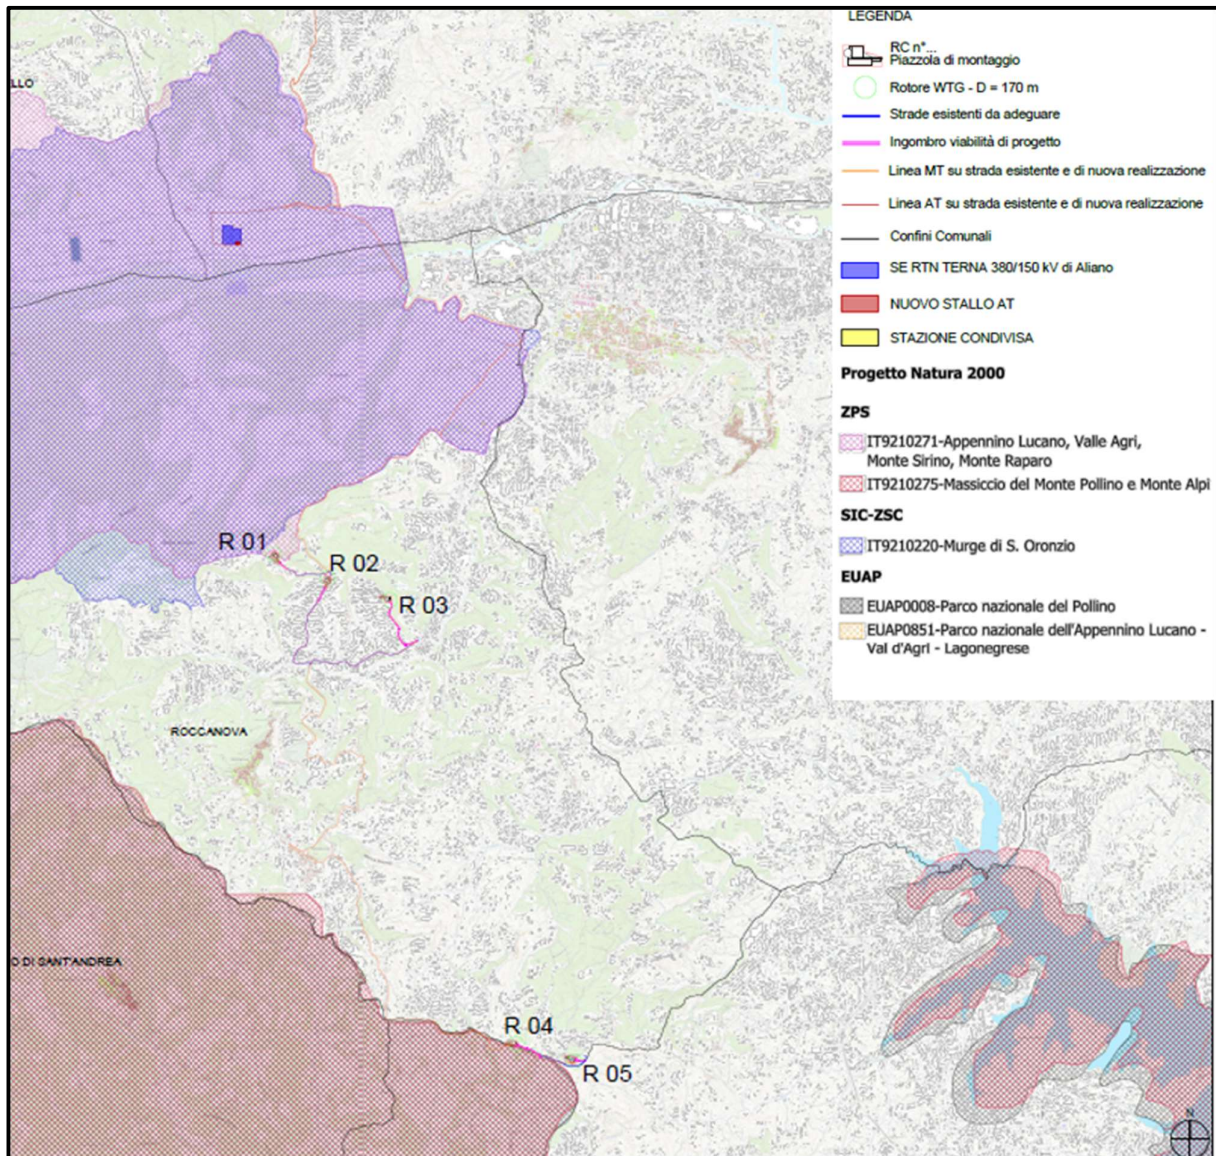 LEGENDA
RC n°...
Piazzola di montaggio
Rotore WTG - D = 170 m
Strade esistenti da adeguare
Ingombro viabilità di progetto
Linea MT su strada esistente e di nuova realizzazione
Linea AT su strada esistente e di nuova realizzazione
Confini Comunali
SE RTN TERNA 380/150 kV di Aliano
NUOVO STALLO AT
STAZIONE CONDIVISA
Progetto Natura 2000
ZPS
IT9210271-Appennino Lucano, Valle Agri,
Monte Sirino, Monte Raparo
IT9210275-Massiccio del Monte Pollino e Monte Alpi
SIC-ZSC
IT9210220-Murge di S. Oronzio
EUAP
EUAP0008-Parco nazionale del Pollino
EUAP0851-Parco nazionale dell'Appennino Lucano -
Val d'Agri - Lagonegrese
LLO
R 01
R 02
R 03
ROCCANOVA
O DI SANT'ANDREA
R 04
R 05
N